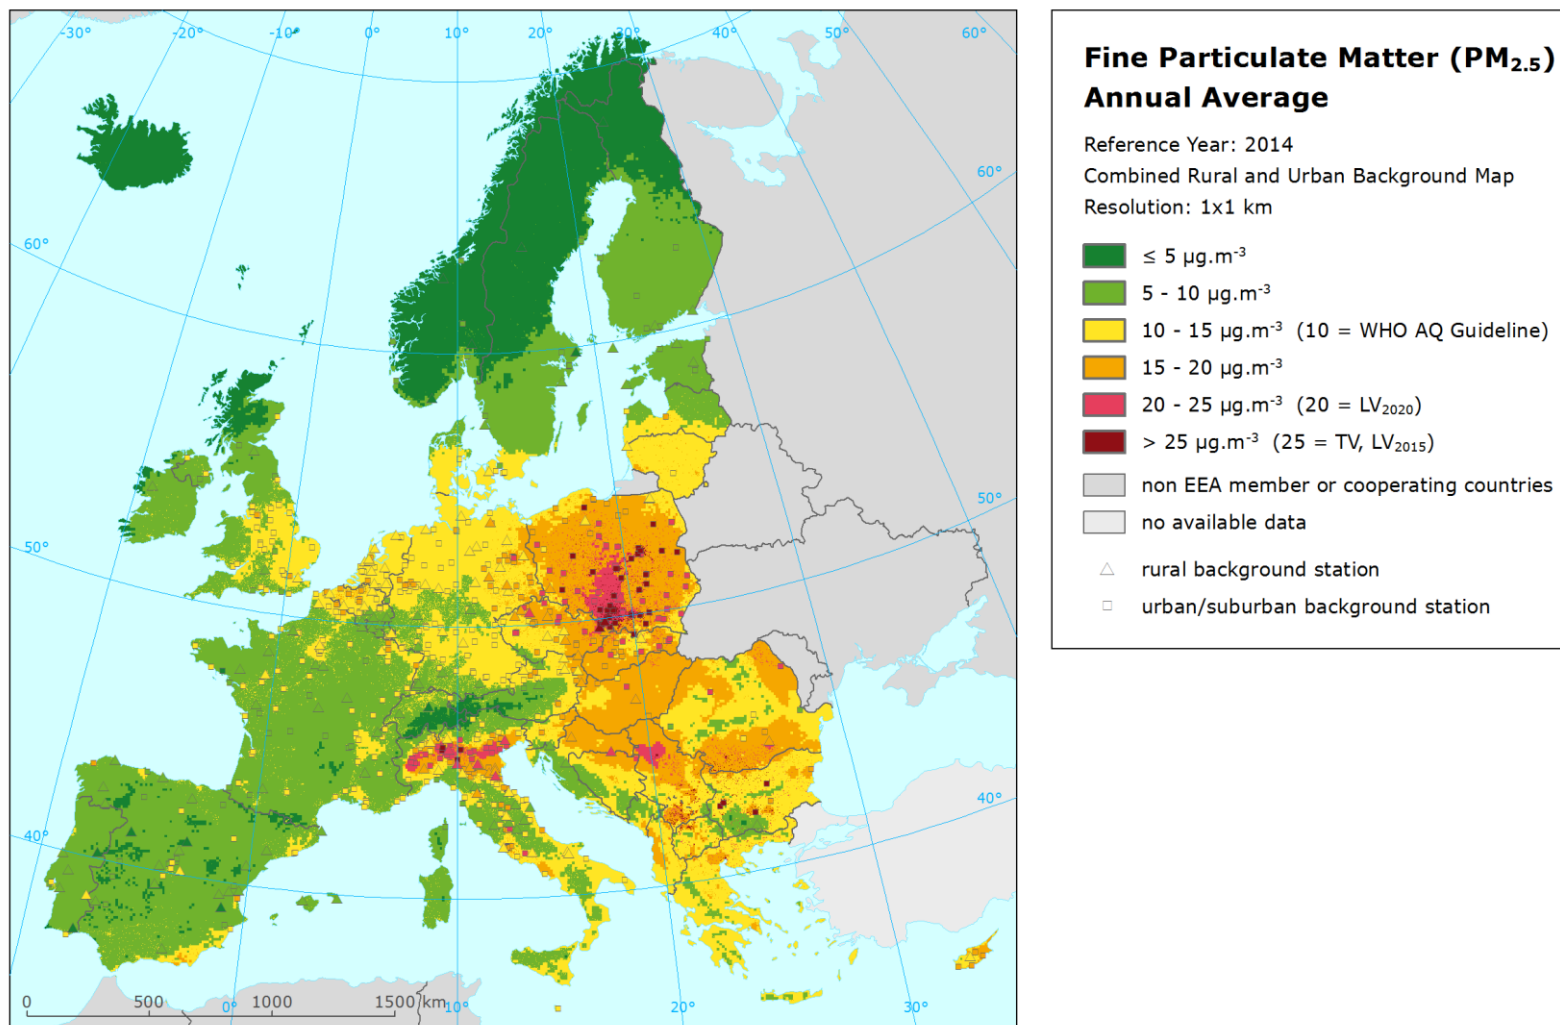 -30° -20° -10° 0° 10° 20° 30° 40° 50° 60°
60°
60°
50°
50°
40°
40°
0 500 1000 1500 km
0° 10° 20° 30°
Fine Particulate Matter (PM2.5)
Annual Average
Reference Year: 2014
Combined Rural and Urban Background Map
Resolution: 1x1 km
≤ 5 µg.m-3
5 - 10 µg.m-3
10 - 15 µg.m-3 (10 = WHO AQ Guideline)
15 - 20 µg.m-3
20 - 25 µg.m-3 (20 = LV2020)
> 25 µg.m-3 (25 = TV, LV2015)
non EEA member or cooperating countries
no available data
rural background station
urban/suburban background station